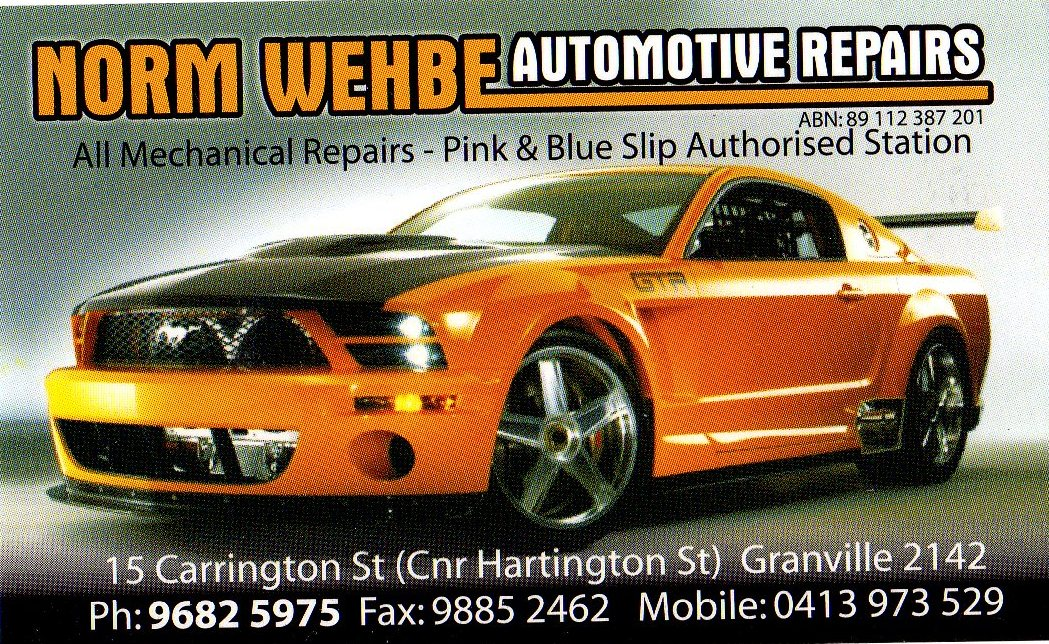 NORM WEHBE AUTOMOTIVE REPAIRS
ABN: 89 112 387 201
All Mechanical Repairs - Pink & Blue Slip Authorised Station
GTR
15 Carrington St (Cnr Hartington St) Granville 2142
Ph: 9682 5975 Fax: 9885 2462 Mobile: 0413 973 529